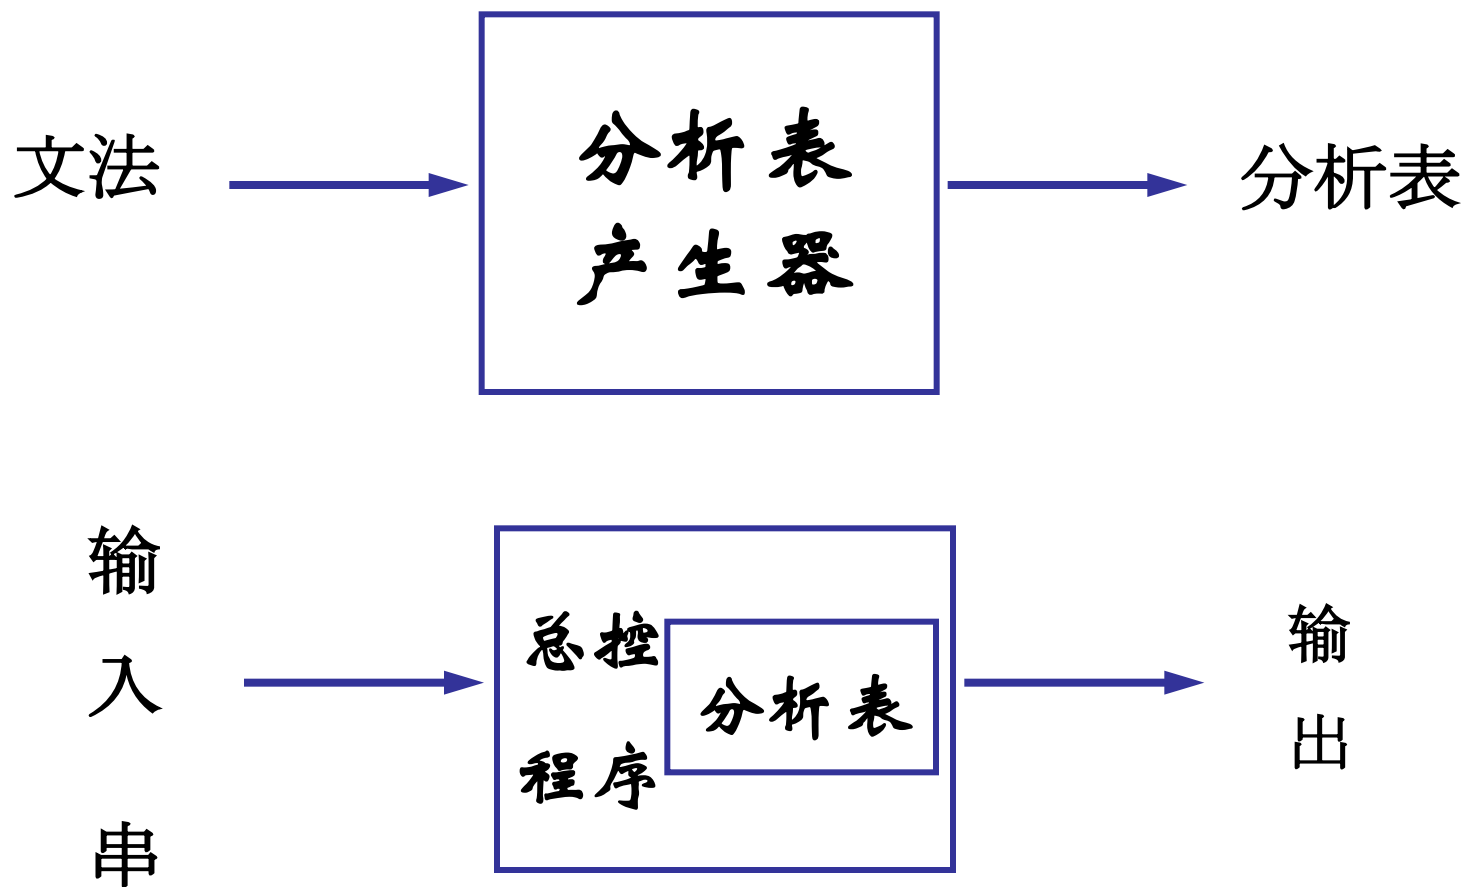 文法
分析表
产生器
分析表
输
入
串
总控
程序
分析表
输
出